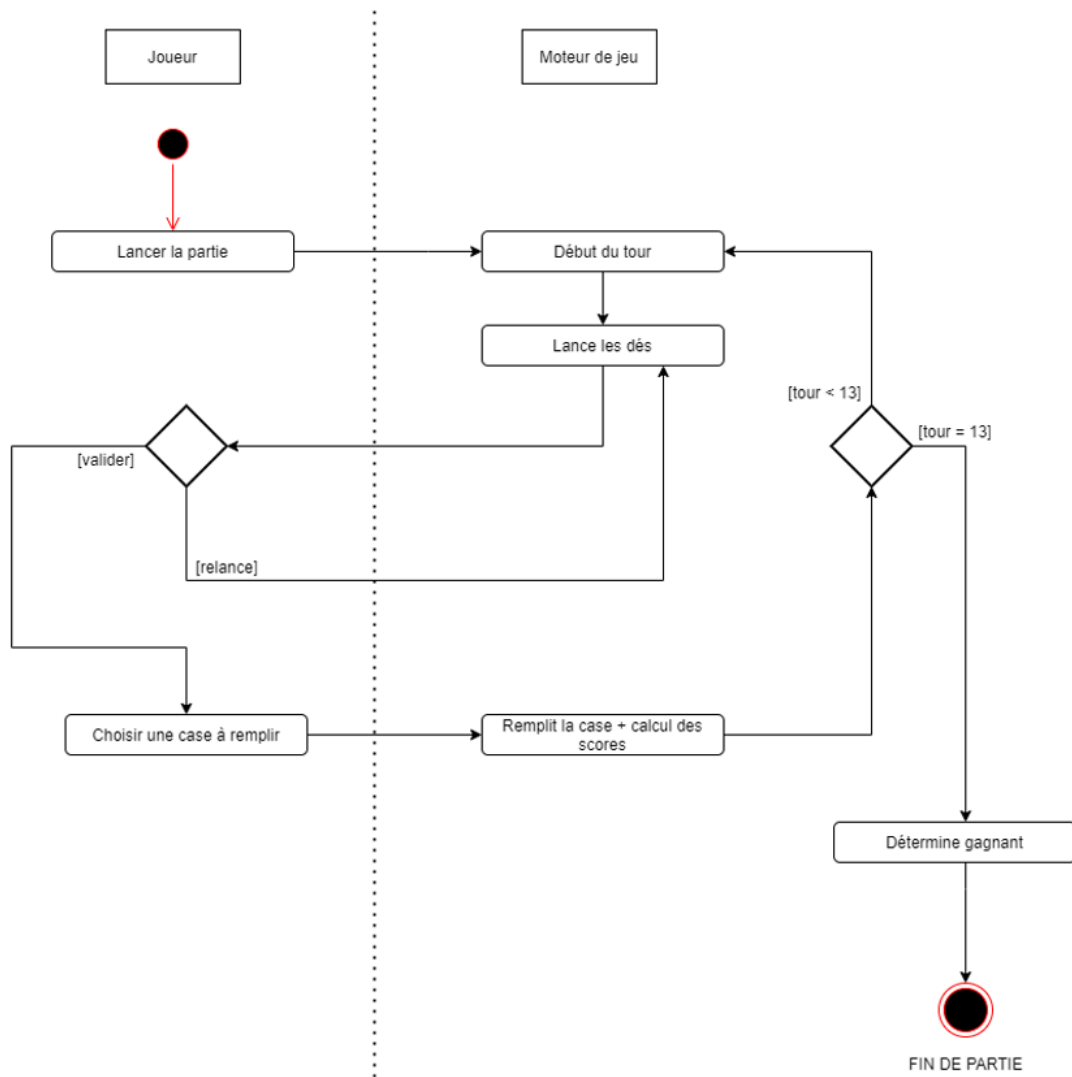 Joueur
Moteur de jeu
Lancer la partie
Début du tour
Lance les dés
[tour < 13]
[tour = 13]
[valider]
[relance]
Choisir une case à remplir
Remplit la case + calcul des
scores
Détermine gagnant
FIN DE PARTIE